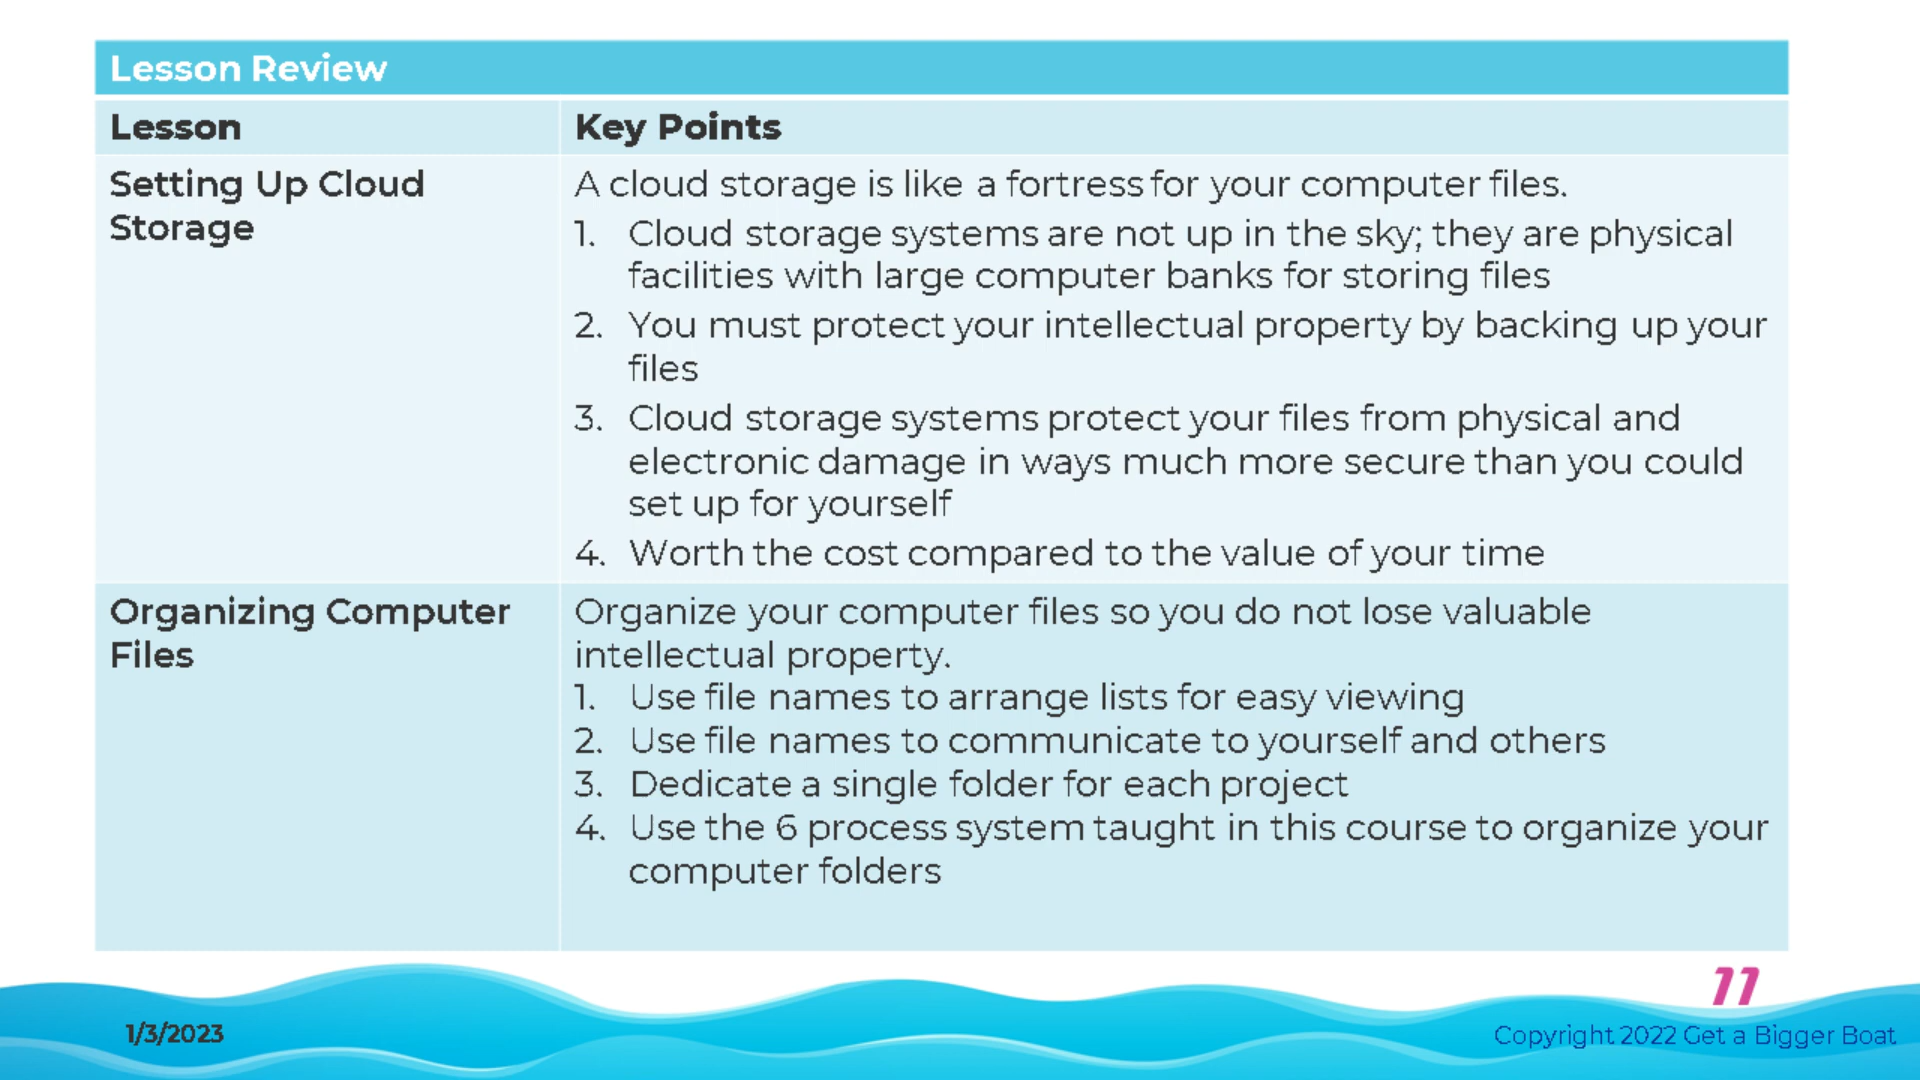 Lesson Review
Lesson
Key Points
Setting Up Cloud
Storage
A cloud storage is like a fortress for your computer files.
1. Cloud storage systems are not up in the sky; they are physical
facilities with large computer banks for storing files
2. You must protect your intellectual property by backing up your
files
3. Cloud storage systems protect your files from physical and
electronic damage in ways much more secure than you could
set up for yourself
4. Worth the cost compared to the value of your time
Organizing Computer
Files
Organize your computer files so you do not lose valuable
intellectual property.
1. Use file names to arrange lists for easy viewing
2. Use file names to communicate to yourself and others
3. Dedicate a single folder for each project
4. Use the 6 process system taught in this course to organize your
computer folders
11
1/3/2023
Copyright 2022 Get a Bigger Boat